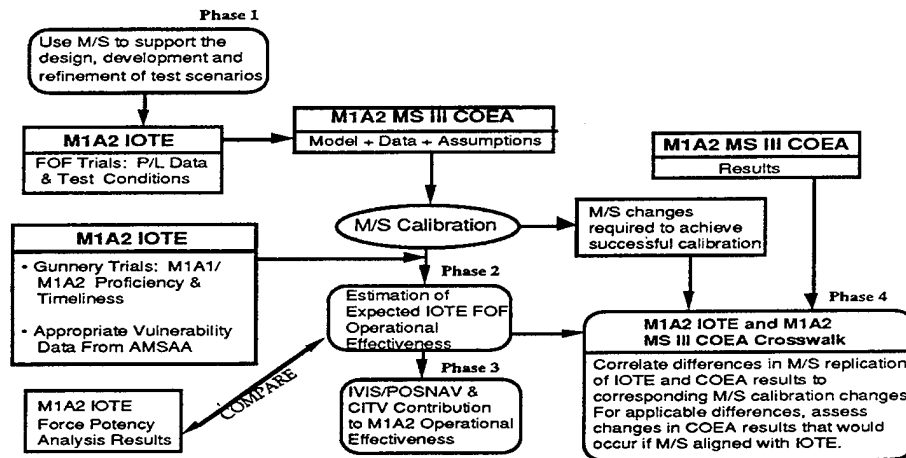 Phase 1
Use M/S to support the
design, development and
refinement of test scenarios
M1A2 IOTE
FOF Trials: P/L Data
& Test Conditions
M1A2 MS III COEA
Model + Data + Assumptions
M1A2 MS III COEA
Results
M/S Calibration
M/S changes
required to achieve
successful calibration
M1A2 IOTE
• Gunnery Trials: M1A1/
M1A2 Proficiency &
Timeliness
• Appropriate Vulnerability
Data From AMSAA
Phase 2
Estimation of
Expected IOTE FOF
Operational
Effectiveness
Phase 4
M1A2 IOTE and M1A2
MS III COEA Crosswalk
Correlate differences in M/S replication
of IOTE and COEA results to
corresponding M/S calibration changes.
For applicable differences, assess
changes in COEA results that would
occur if M/S aligned with IOTE.
Phase 3
IVIS/POSNAV &
CITV Contribution
to M1A2 Operational
Effectiveness
COMPARE
M1A2 IOTE
Force Potency
Analysis Results